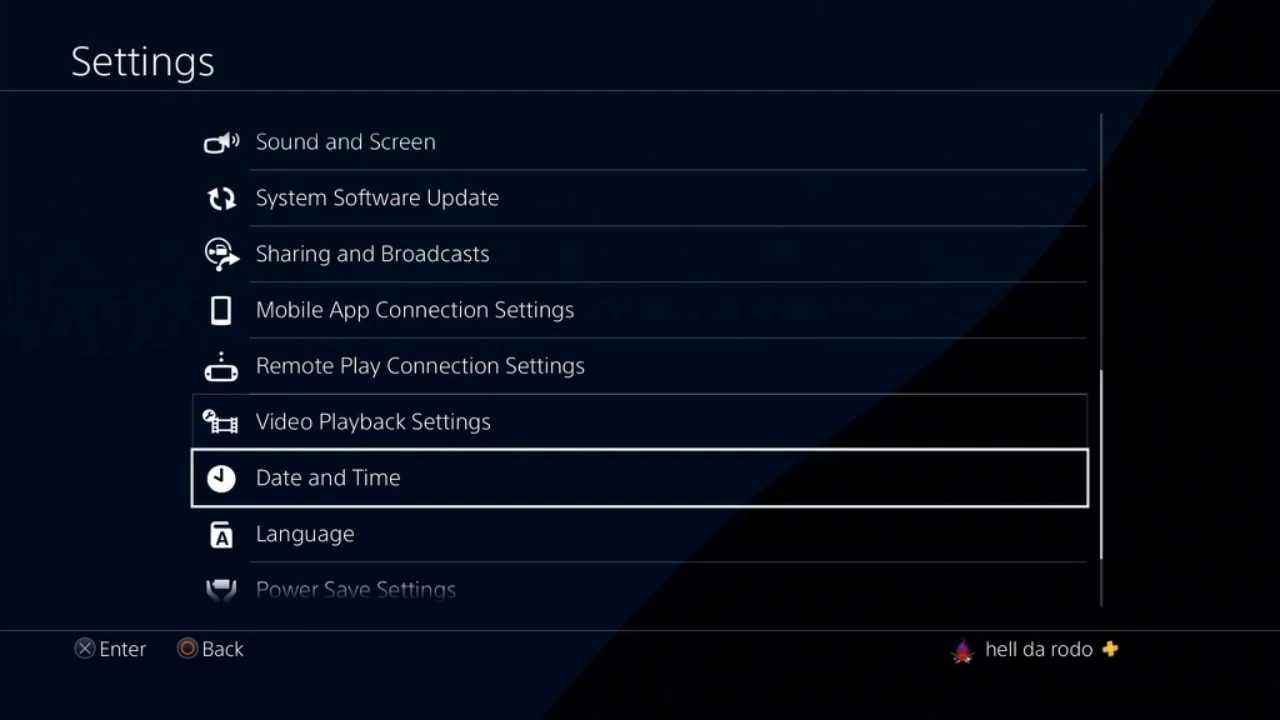 Settings
Sound and Screen
System Software Update
Sharing and Broadcasts
Mobile App Connection Settings
Remote Play Connection Settings
Video Playback Settings
Date and Time
A Language
Power Save Settings
Enter Back hell da rodo